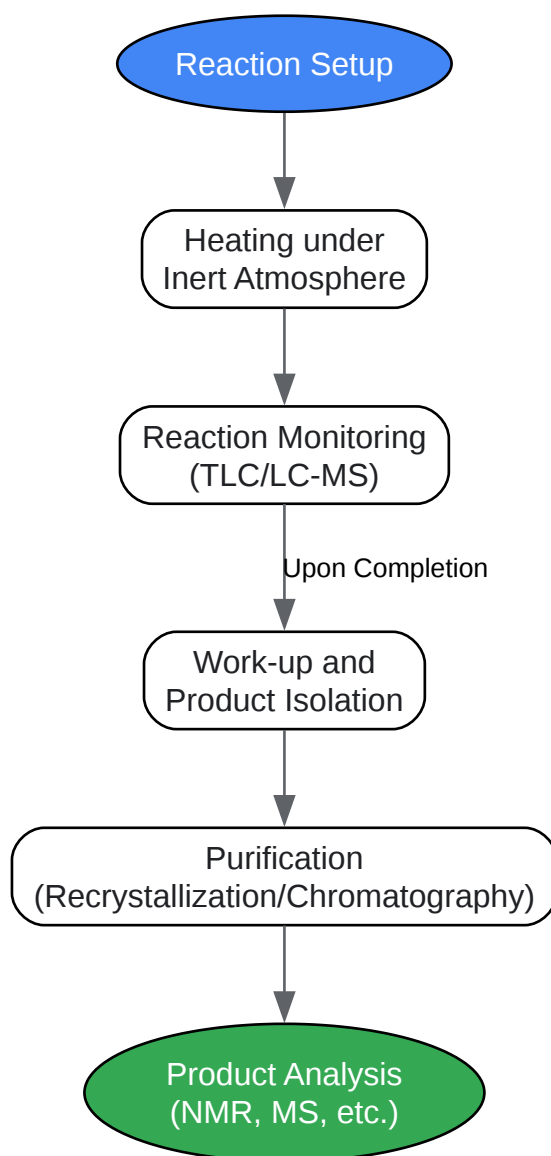 Reaction Setup
Heating under
Inert Atmosphere
Reaction Monitoring
(TLC/LC-MS)
Upon Completion
Work-up and
Product Isolation
Purification
(Recrystallization/Chromatography)
Product Analysis
(NMR, MS, etc.)